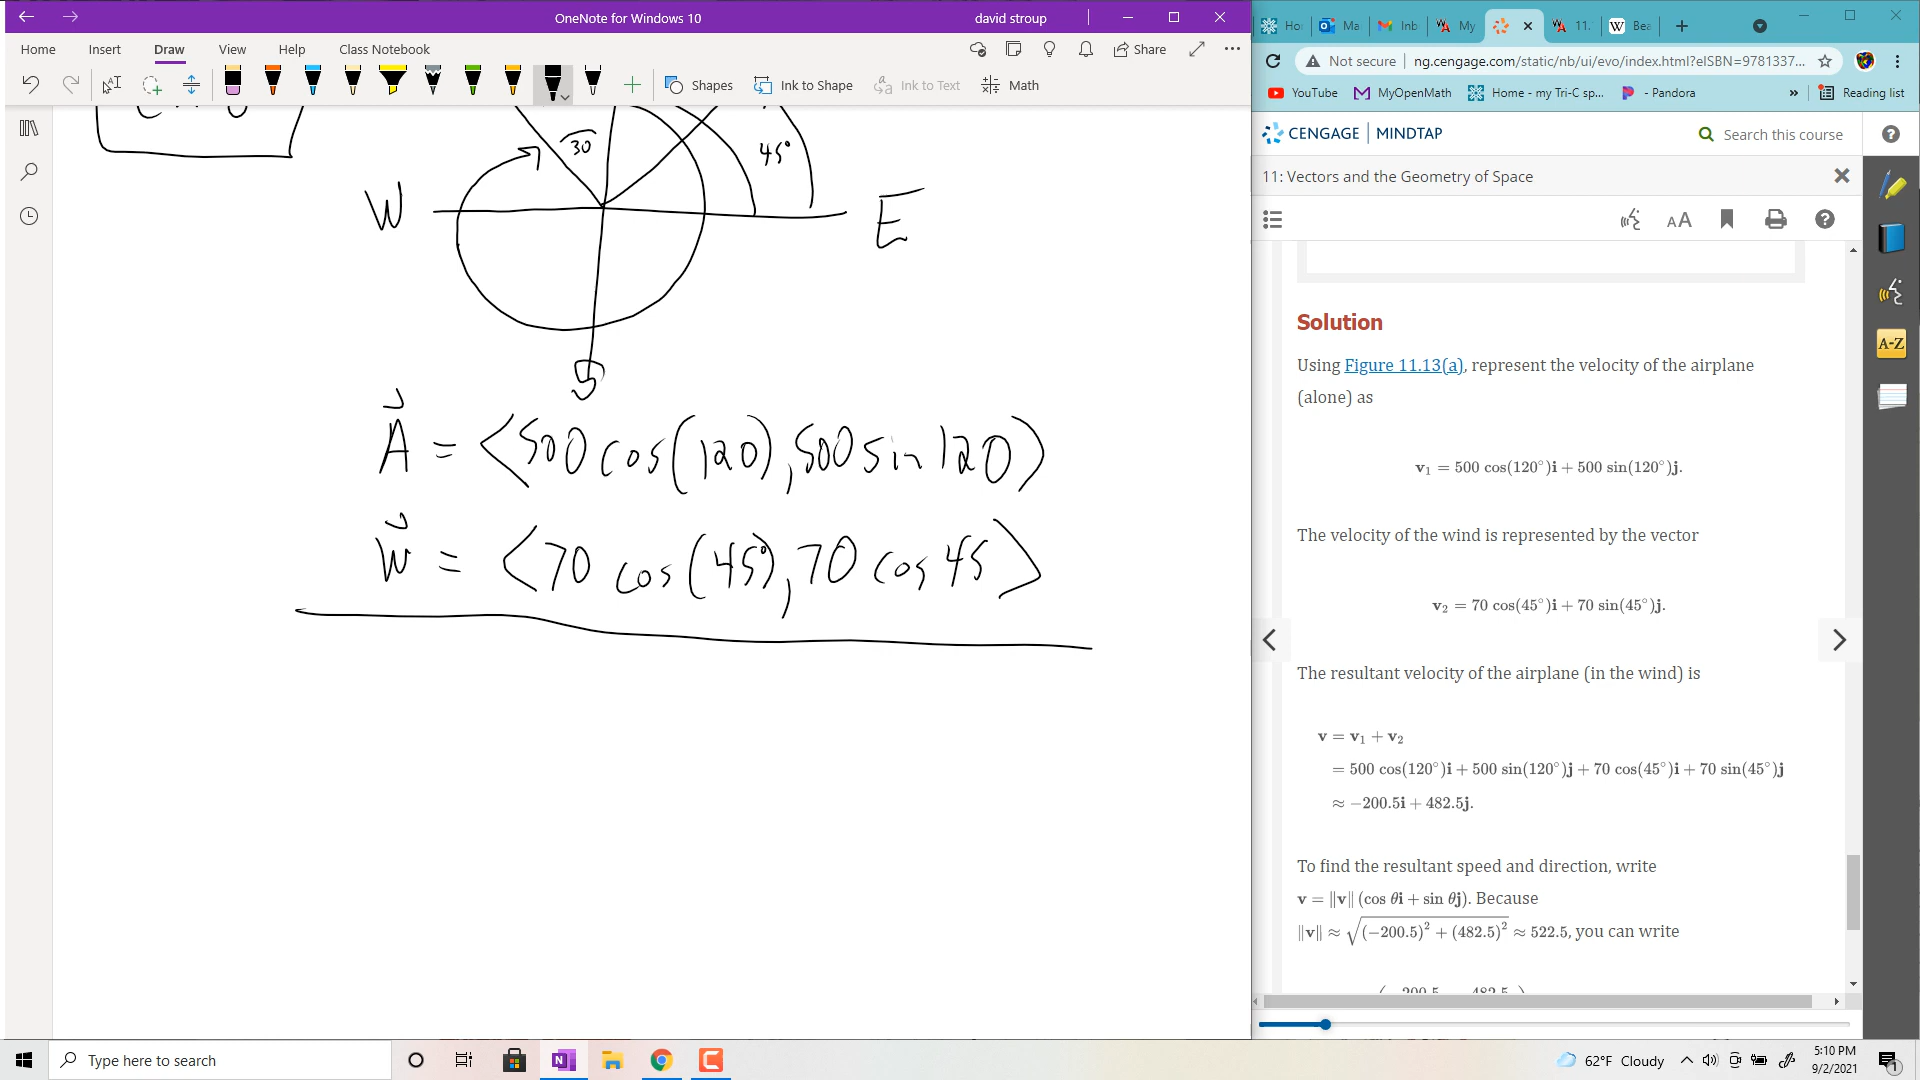 OneNote for Windows 10
david stroup
Home Insert Draw View Help Class Notebook
Share
Shapes Ink to Shape Ink to Text Math
30
45°
W
E
S
A = <500 cos(120), 500 sin 120>
W = <70 cos(45°), 70 cos 45>
Ho Ma Inb My 11. Bea
Not secure ng.cengage.com/static/nb/ui/evo/index.html?eISBN=9781337...
YouTube MyOpenMath Home - my Tri-C sp... - Pandora » Reading list
CENGAGE | MINDTAP
Search this course
11: Vectors and the Geometry of Space
AA
A-Z
Solution
Using Figure 11.13(a), represent the velocity of the airplane
(alone) as
v₁ = 500 cos(120°)i + 500 sin(120°)j.
The velocity of the wind is represented by the vector
v₂ = 70 cos(45°)i + 70 sin(45°)j.
The resultant velocity of the airplane (in the wind) is
v = v₁ + v₂
= 500 cos(120°)i + 500 sin(120°)j + 70 cos(45°)i + 70 sin(45°)j
≈ −200.5i + 482.5j.
To find the resultant speed and direction, write
v = ‖v‖ (cos θi + sin θj). Because
‖v‖ ≈ √(−200.5)² + (482.5)² ≈ 522.5, you can write
Type here to search
62°F Cloudy
5:10 PM
9/2/2021
1